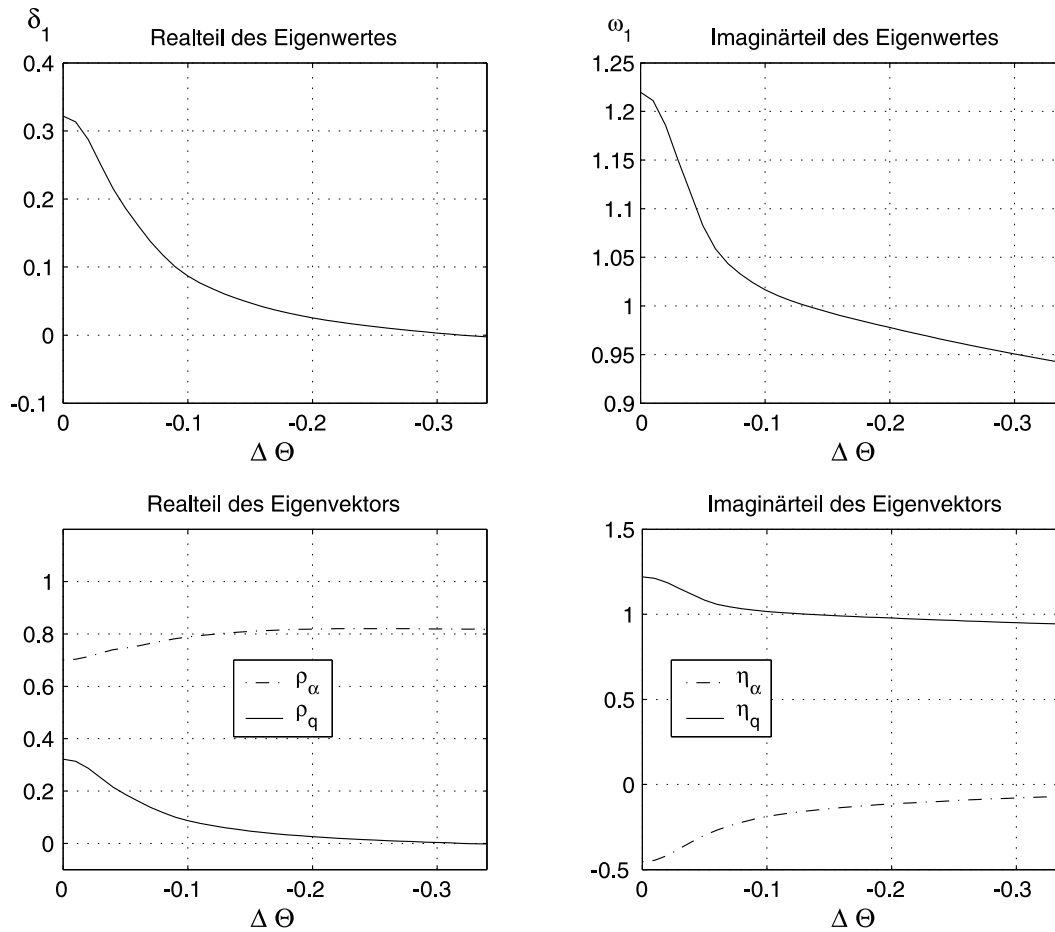 δ1
Realteil des Eigenwertes
0.4
0.3
0.2
0.1
0
-0.1
0 -0.1 -0.2 -0.3
Δ Θ
ω1
Imaginärteil des Eigenwertes
1.25
1.2
1.15
1.1
1.05
1
0.95
0.9
0 -0.1 -0.2 -0.3
Δ Θ
Realteil des Eigenvektors
1
0.8
0.6
0.4
0.2
0
ρα
ρq
0 -0.1 -0.2 -0.3
Δ Θ
Imaginärteil des Eigenvektors
1.5
1
0.5
0
-0.5
ηα
ηq
0 -0.1 -0.2 -0.3
Δ Θ